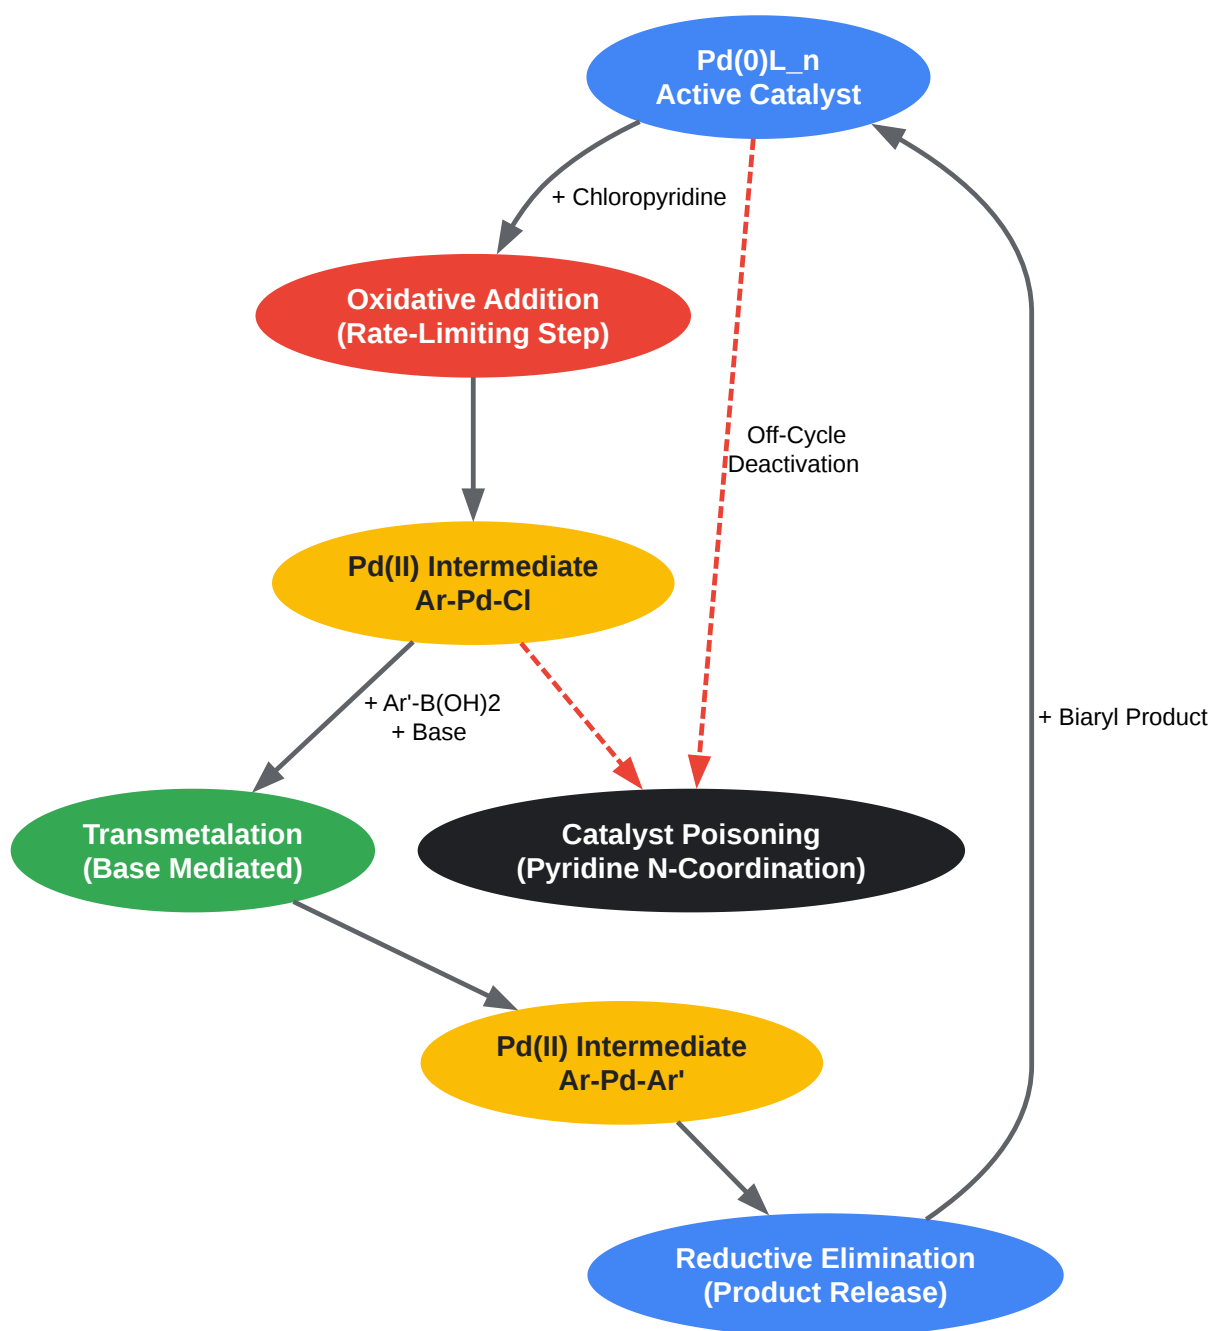 Pd(0)L_n
Active Catalyst
+ Chloropyridine
Oxidative Addition
(Rate-Limiting Step)
Off-Cycle
Deactivation
Pd(II) Intermediate
Ar-Pd-Cl
+ Ar'-B(OH)2
+ Base
+ Biaryl Product
Transmetalation
(Base Mediated)
Catalyst Poisoning
(Pyridine N-Coordination)
Pd(II) Intermediate
Ar-Pd-Ar'
Reductive Elimination
(Product Release)